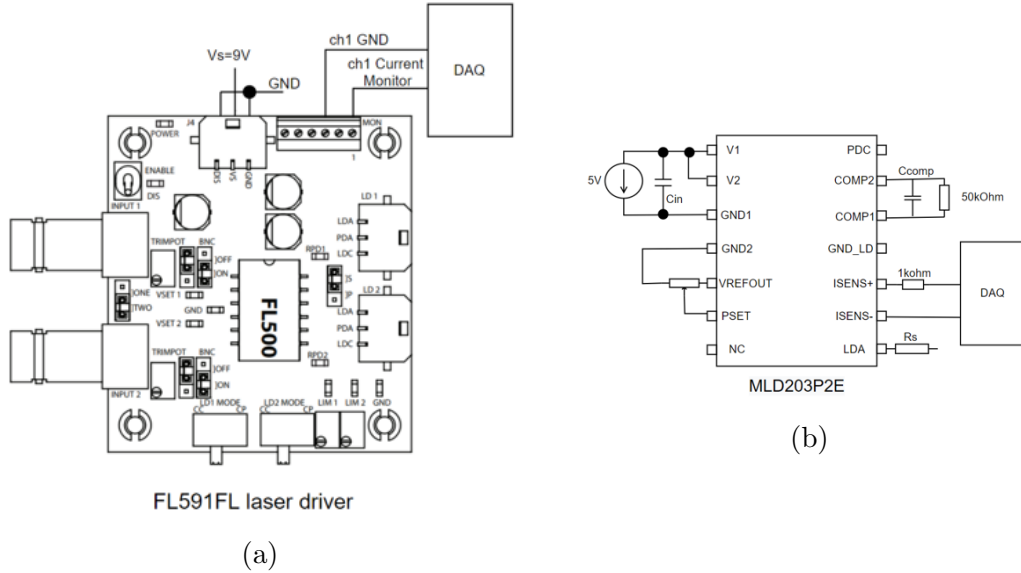 Vs=9V
GND
ch1 GND
ch1 Current
Monitor
DAQ
J4
POWER
MON
1
DIS
VS
GND
ENABLE
DIS
INPUT 1
LD 1
LDA
PDA
LDC
TRIMPOT
BNC
JOFF
JON
VSET 1
RPD1
JONE
JTWO
GND
VSET 2
FL500
JS
JP
LD 2
LDA
PDA
LDC
TRIMPOT
BNC
JOFF
JON
RPD2
INPUT 2
LD1 MODE
CC
CP
LD2 MODE
CC
CP
LIM 1
LIM 2
GND
FL591FL laser driver
(a)
5V
Cin
V1
V2
GND1
GND2
VREFOUT
PSET
NC
PDC
COMP2
COMP1
GND_LD
ISENS+
ISENS-
LDA
Ccomp
50kOhm
1kohm
DAQ
Rs
MLD203P2E
(b)